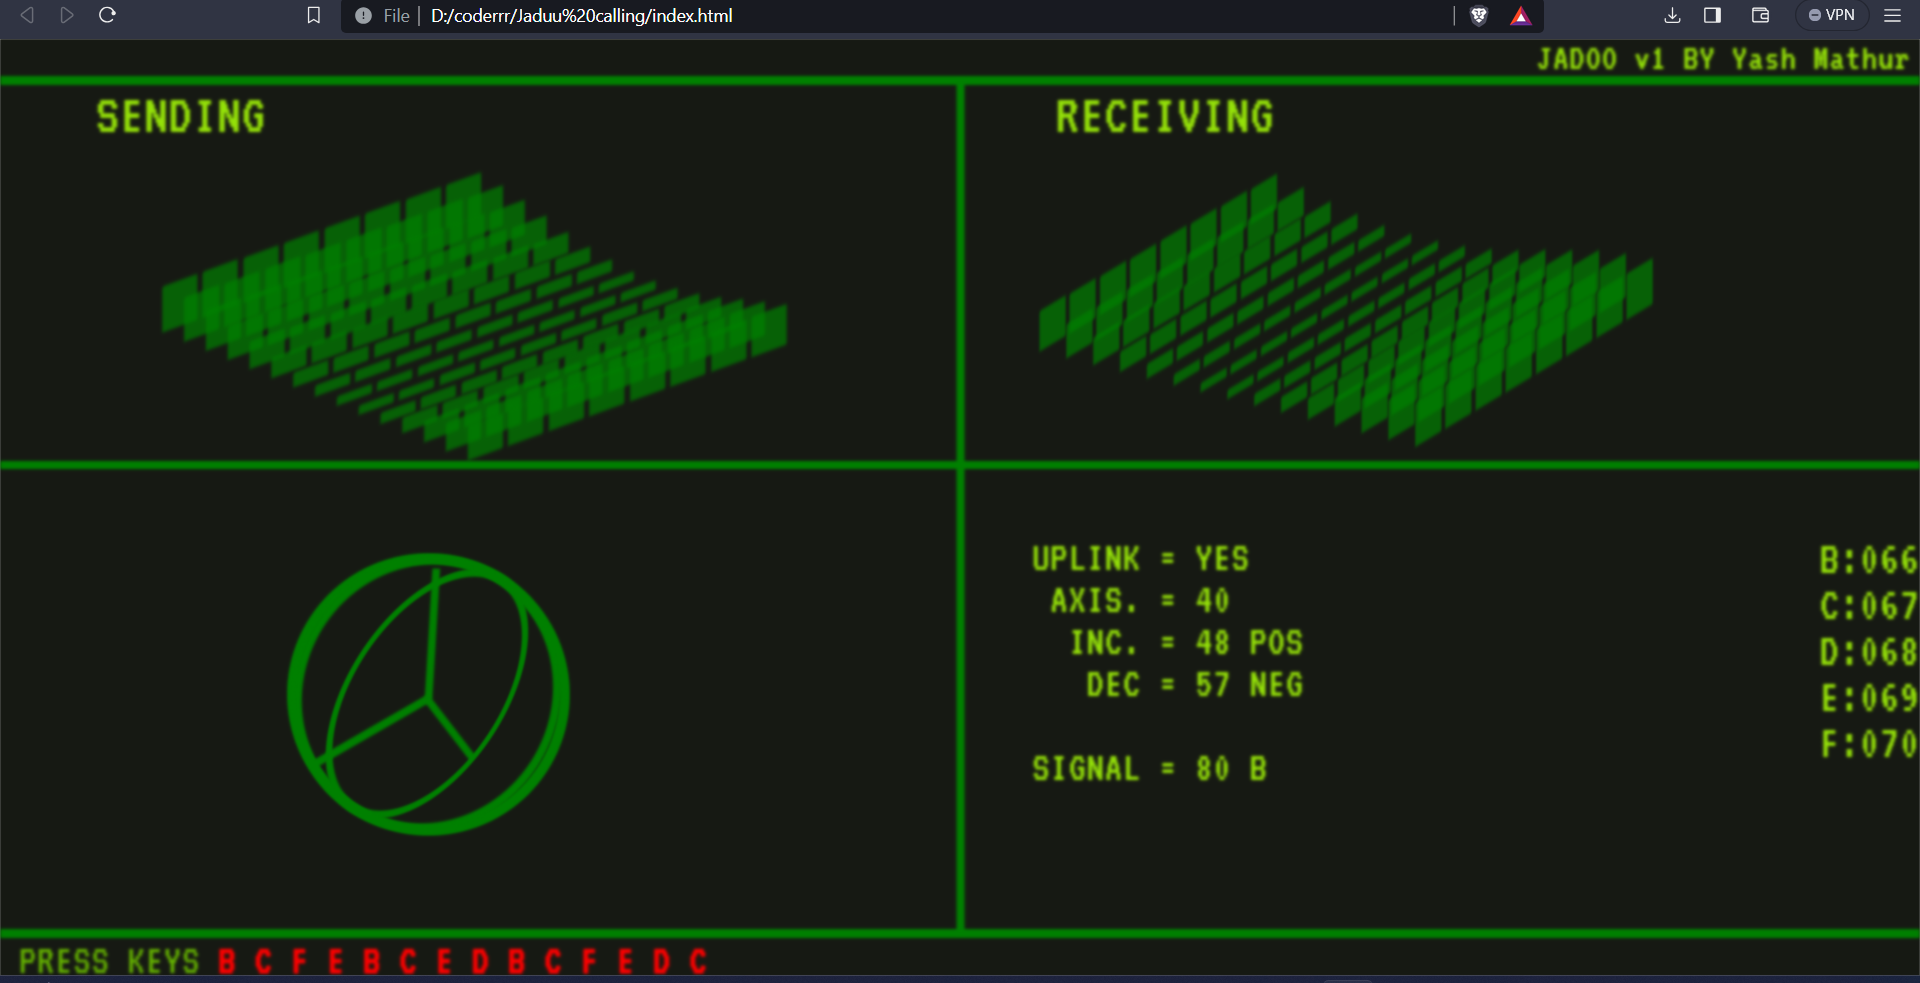 File D:/coderrr/Jaduu%20calling/index.html
VPN
JADOO v1 BY Yash Mathur
SENDING
RECEIVING
UPLINK = YES
AXIS. = 40
INC. = 48 POS
DEC = 57 NEG
SIGNAL = 80 B
B:066
C:067
D:068
E:069
F:070
PRESS KEYS B C F E B C E D B C F E D C